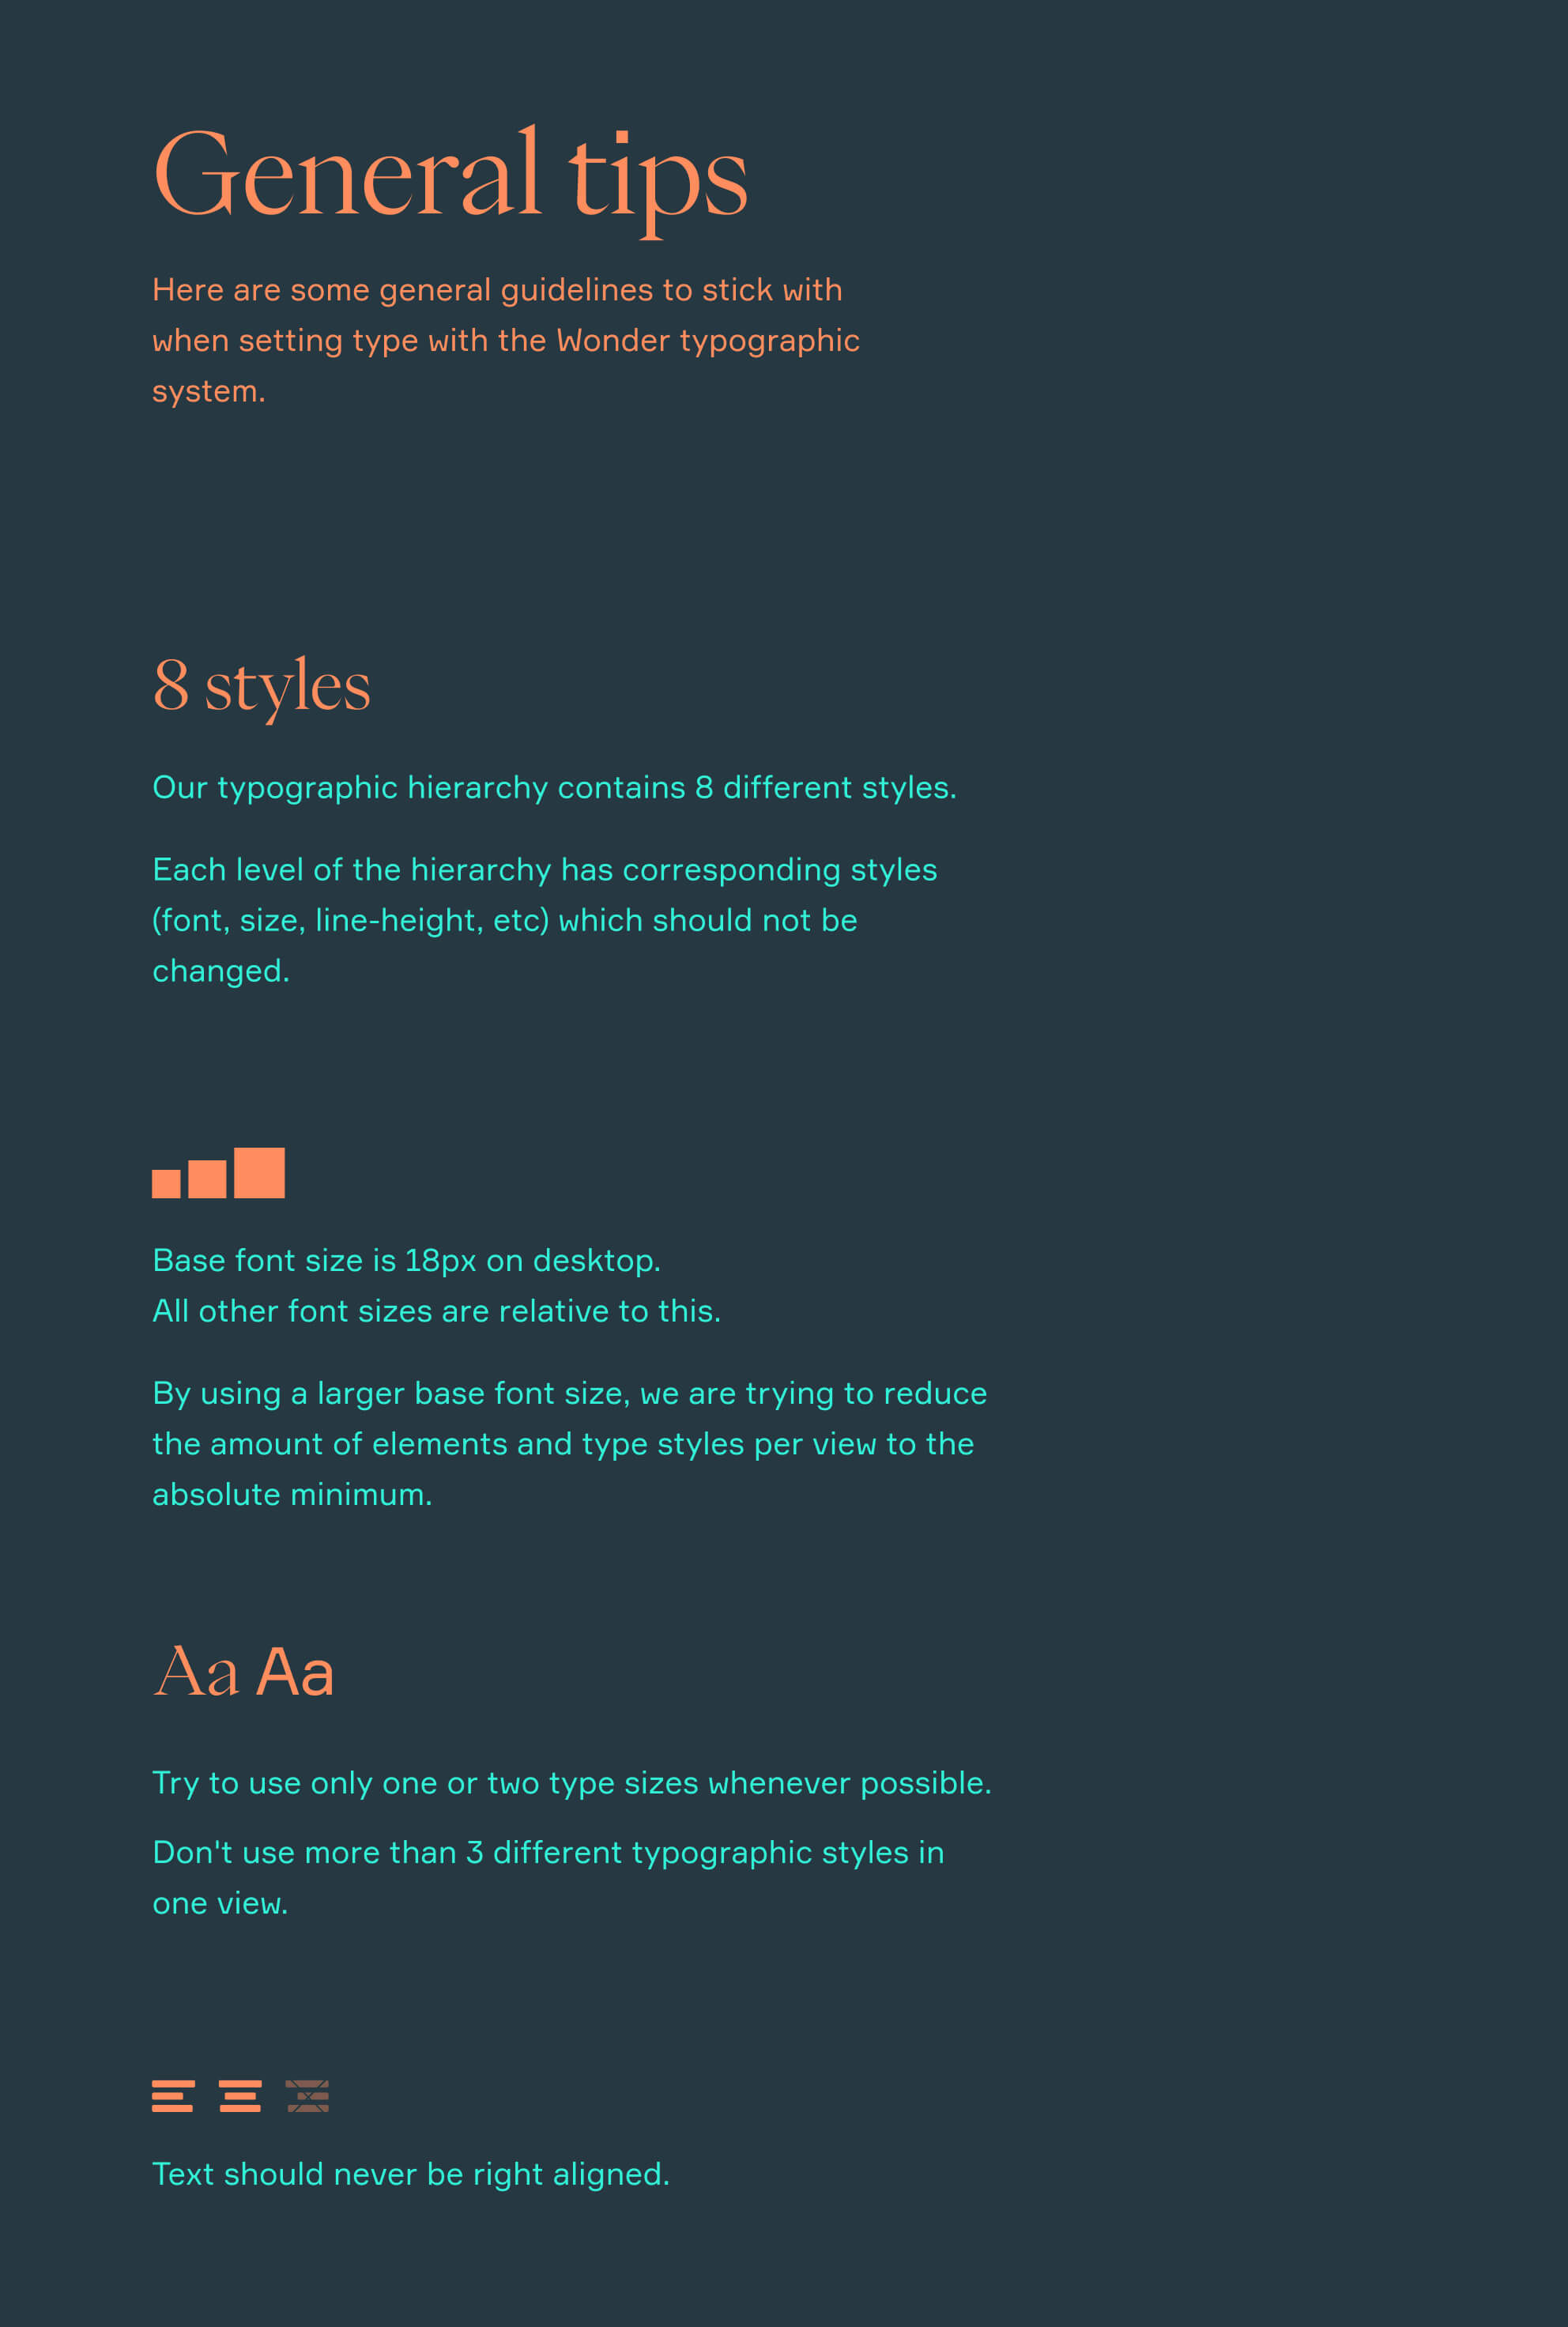 General tips
Here are some general guidelines to stick with
when setting type with the Wonder typographic
system.
8 styles
Our typographic hierarchy contains 8 different styles.
Each level of the hierarchy has corresponding styles
(font, size, line-height, etc) which should not be
changed.
Base font size is 18px on desktop.
All other font sizes are relative to this.
By using a larger base font size, we are trying to reduce
the amount of elements and type styles per view to the
absolute minimum.
Aa Aa
Try to use only one or two type sizes whenever possible.
Don't use more than 3 different typographic styles in
one view.
Text should never be right aligned.